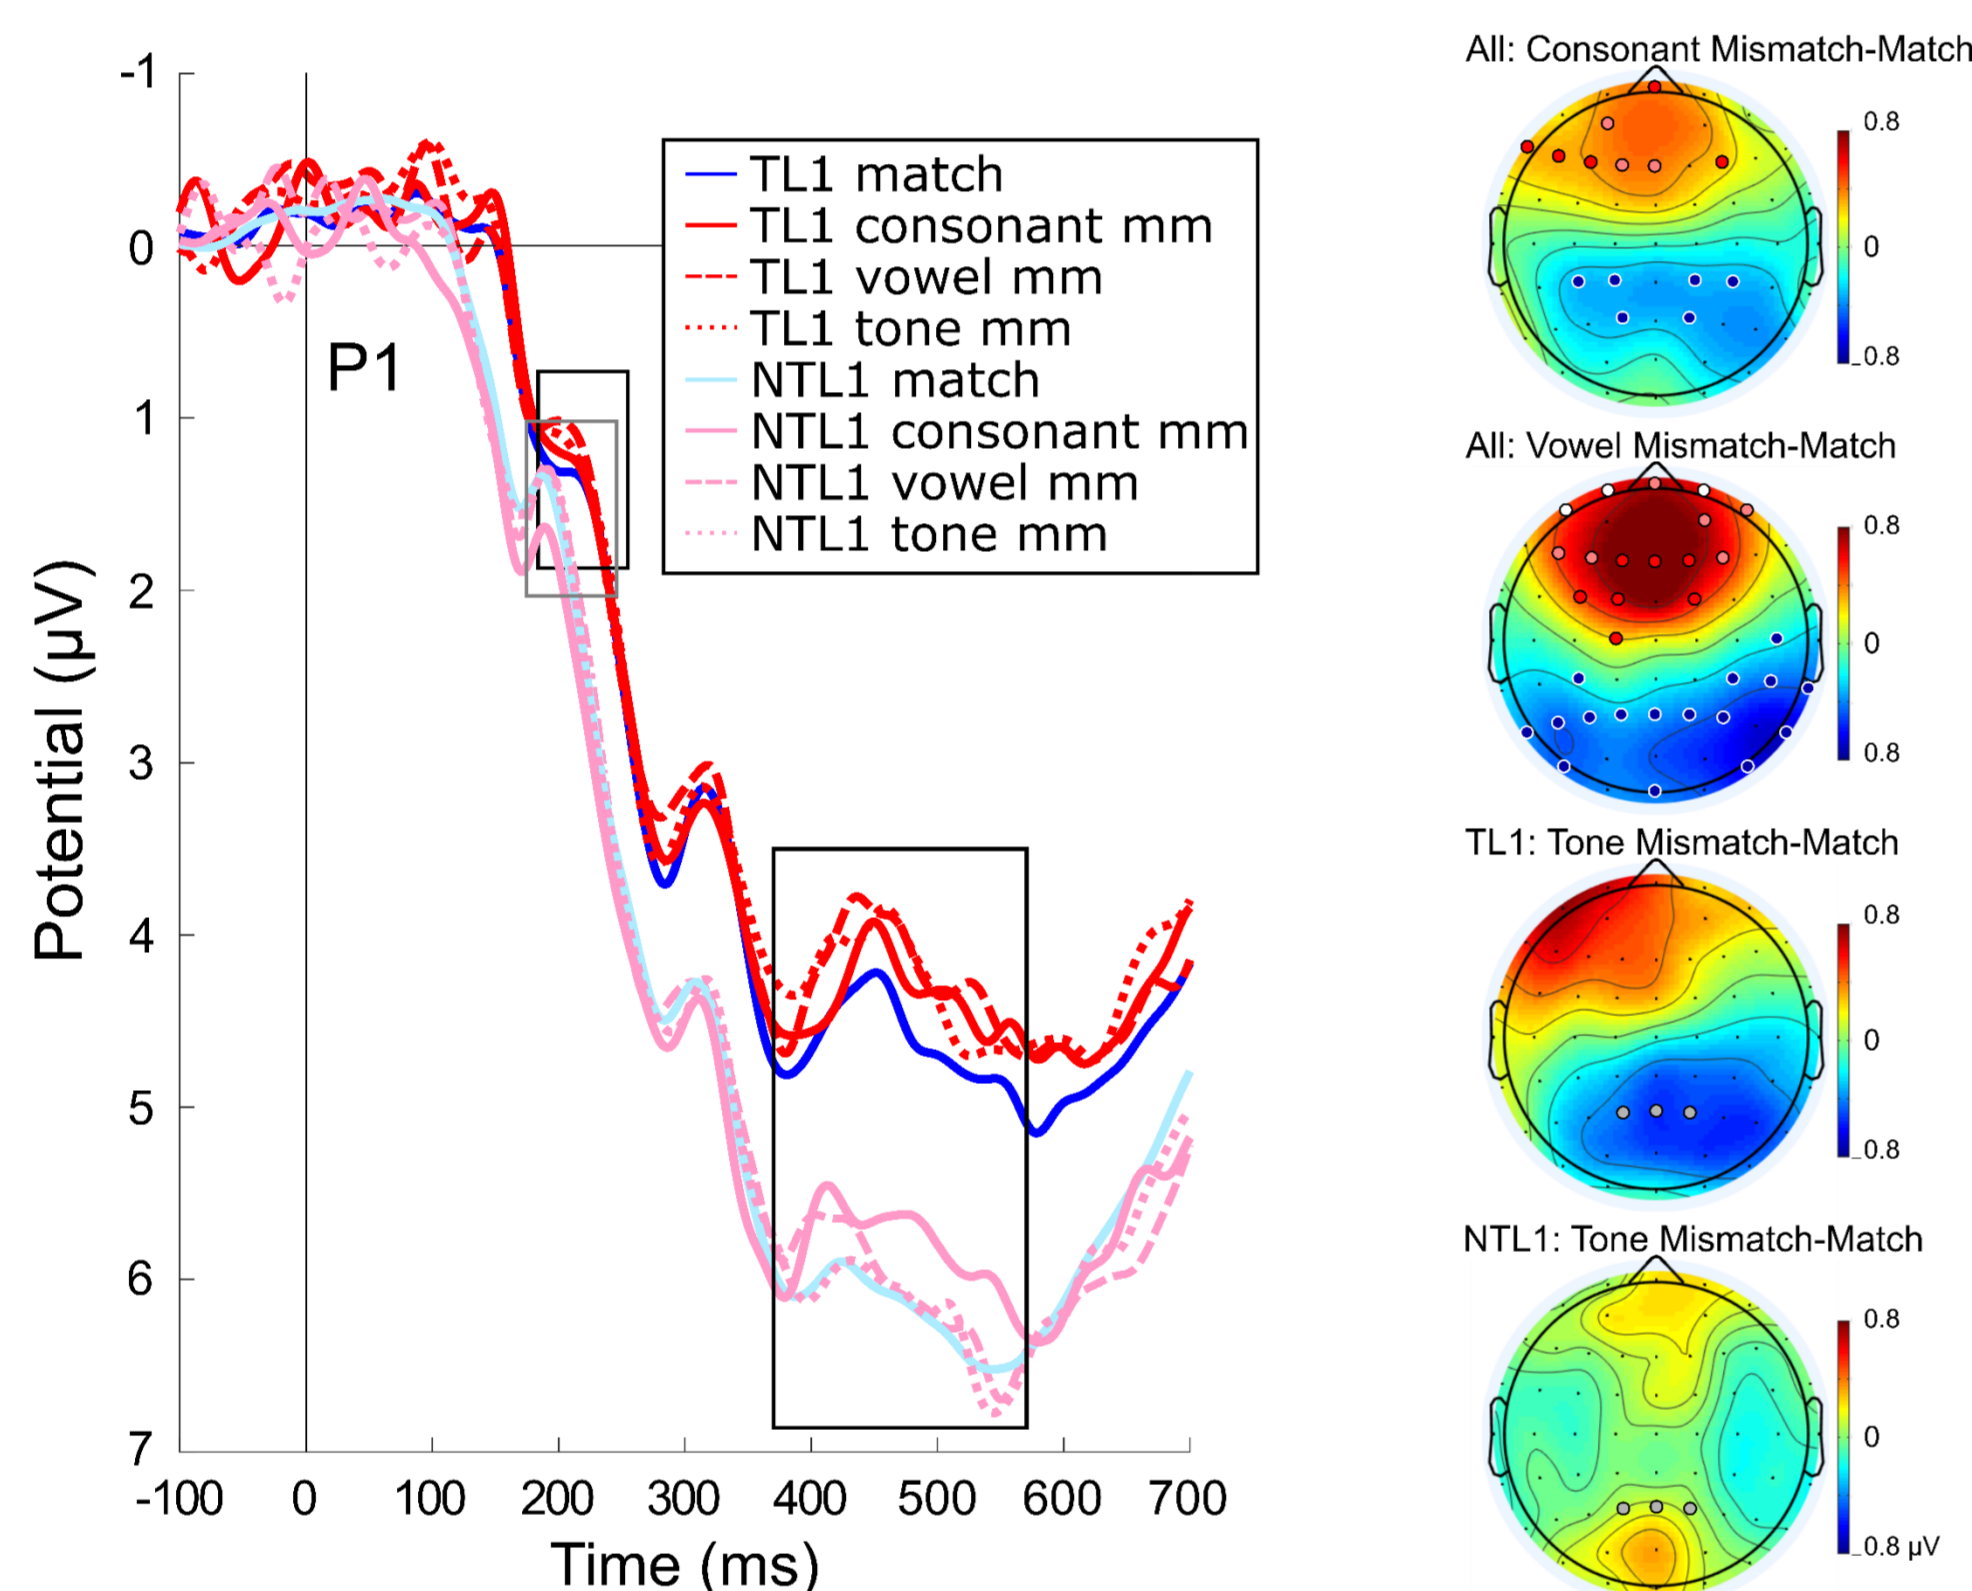 -1
0
1
2
3
4
5
6
7
Potential (µV)
P1
TL1 match
TL1 consonant mm
TL1 vowel mm
TL1 tone mm
NTL1 match
NTL1 consonant mm
NTL1 vowel mm
NTL1 tone mm
-100 0 100 200 300 400 500 600 700
Time (ms)
All: Consonant Mismatch-Match
0.8
0
-0.8
All: Vowel Mismatch-Match
0.8
0
0.8
TL1: Tone Mismatch-Match
0.8
0
-0.8
NTL1: Tone Mismatch-Match
0.8
0
-0.8 µV